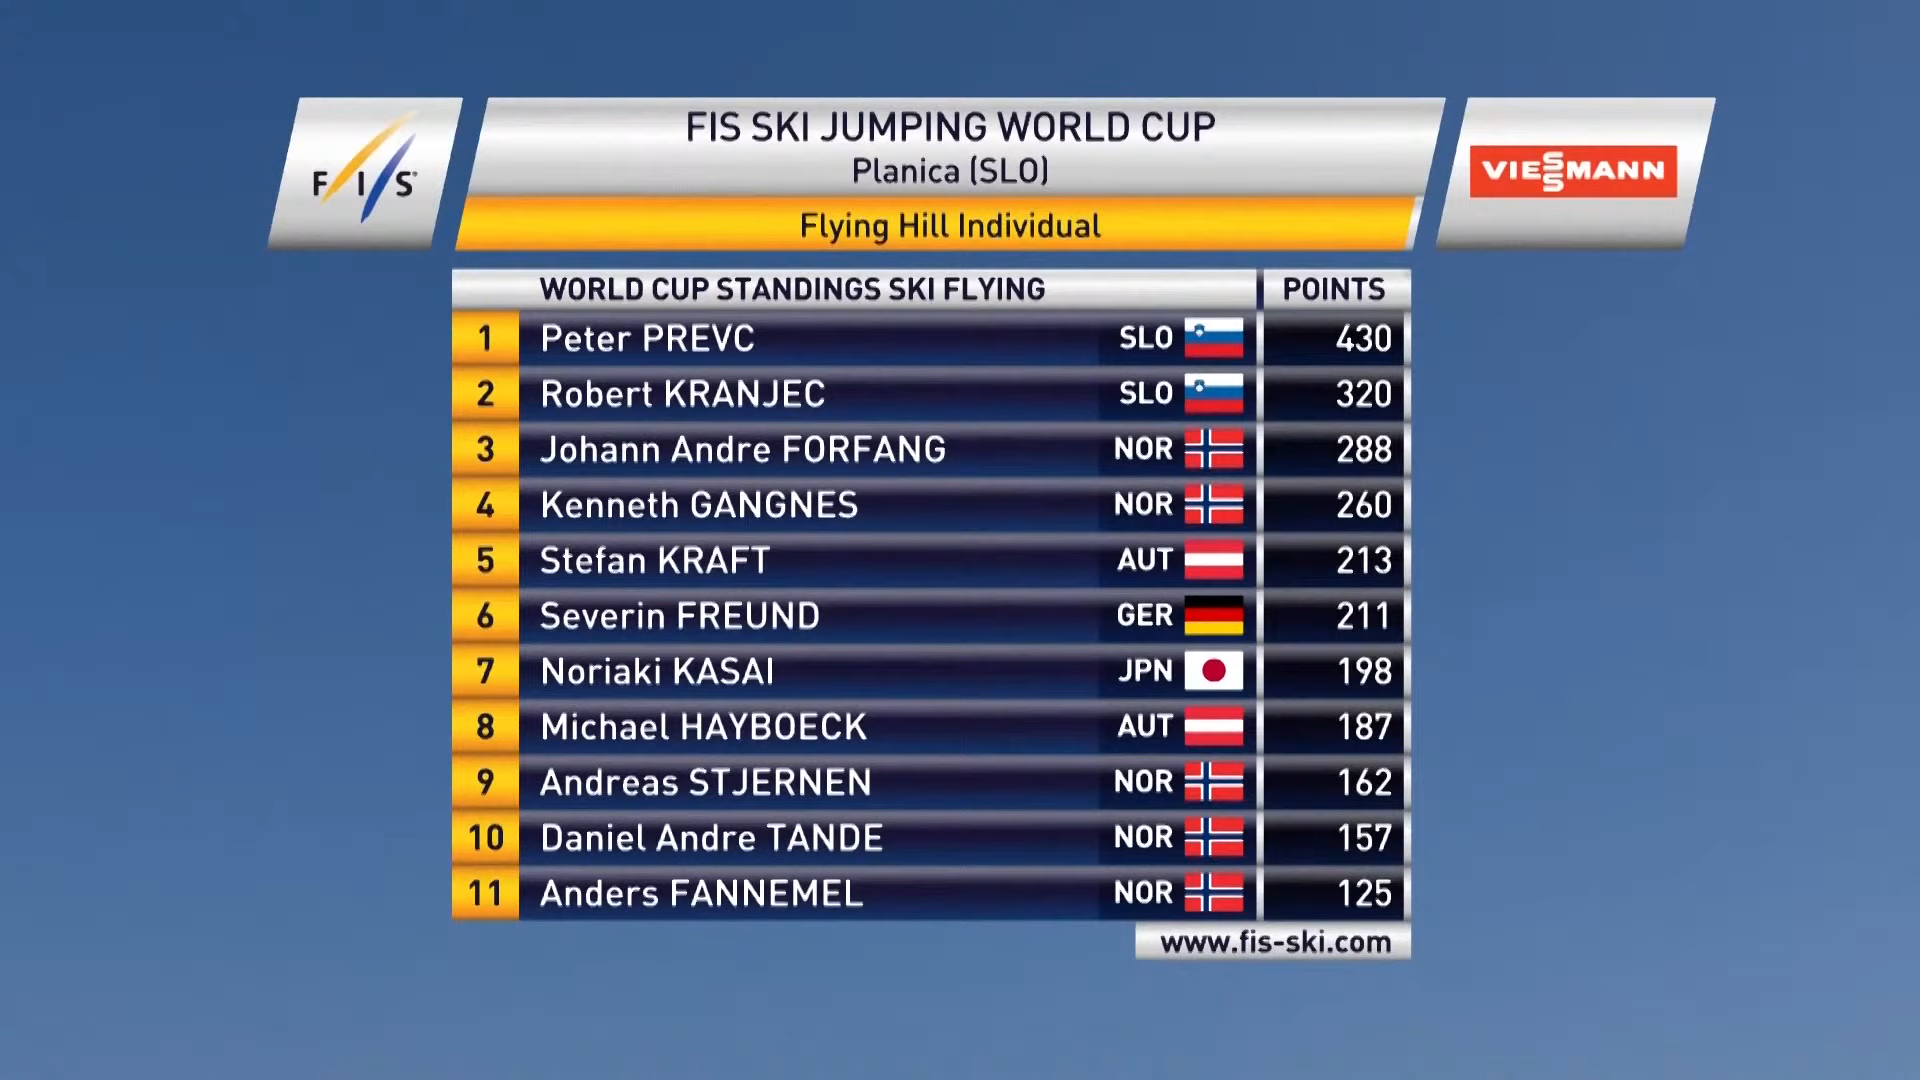 FIS
FIS SKI JUMPING WORLD CUP
Planica (SLO)
Flying Hill Individual
VIESSMANN
WORLD CUP STANDINGS SKI FLYING POINTS
1 Peter PREVC SLO 430
2 Robert KRANJEC SLO 320
3 Johann Andre FORFANG NOR 288
4 Kenneth GANGNES NOR 260
5 Stefan KRAFT AUT 213
6 Severin FREUND GER 211
7 Noriaki KASAI JPN 198
8 Michael HAYBOECK AUT 187
9 Andreas STJERNEN NOR 162
10 Daniel Andre TANDE NOR 157
11 Anders FANNEMEL NOR 125
www.fis-ski.com